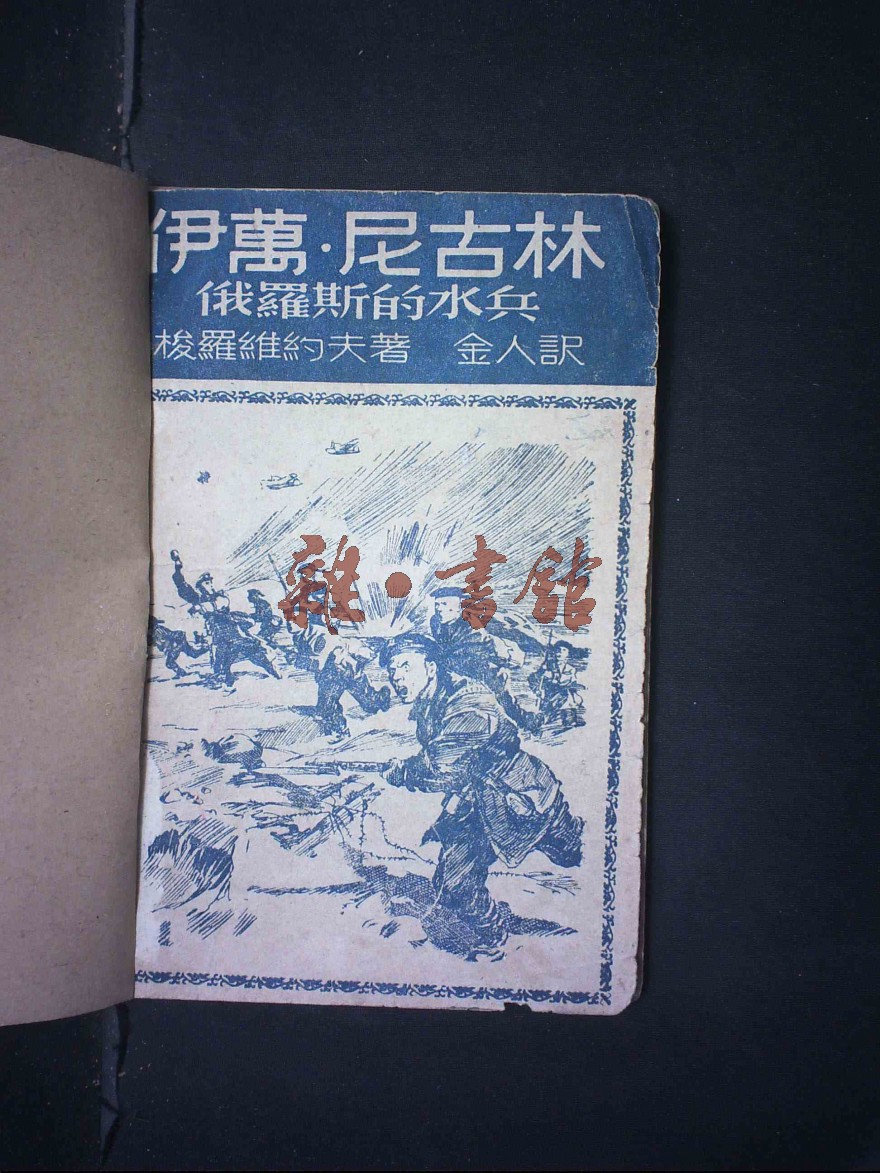 伊萬·尼古林
俄羅斯的水兵
梭羅維約夫著 金人訳
雜·書館